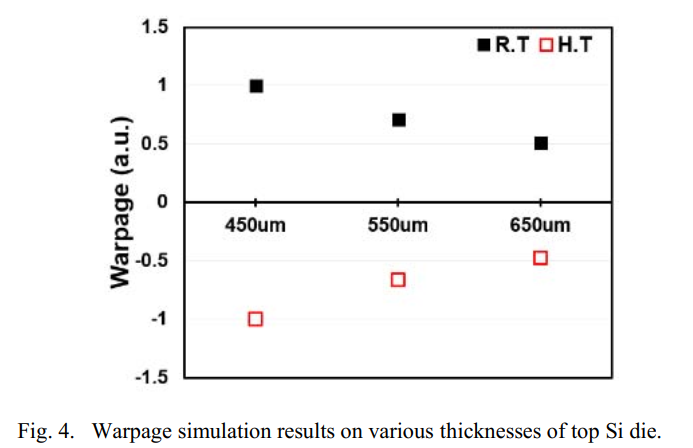 1.5
R.T H.T
1
0.5
0
450um 550um 650um
-0.5
-1
-1.5
Warpage (a.u.)
Fig. 4. Warpage simulation results on various thicknesses of top Si die.